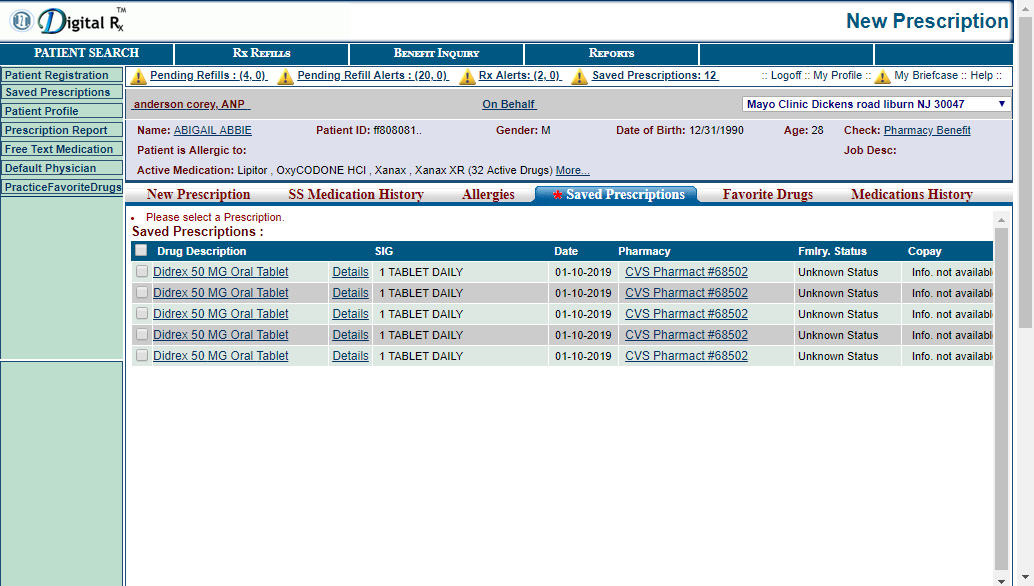 Digital Rx TM
New Prescription
PATIENT SEARCH RX REFILLS BENEFIT INQUIRY REPORTS
Patient Registration
Saved Prescriptions
Patient Profile
Prescription Report
Free Text Medication
Default Physician
PracticeFavoriteDrugs
Pending Refills : (4, 0) Pending Refill Alerts : (20, 0) Rx Alerts: (2, 0) Saved Prescriptions: 12 :: Logoff :: My Profile :: My Briefcase :: Help ::
anderson corey, ANP On Behalf Mayo Clinic Dickens road liburn NJ 30047
Name: ABIGAIL ABBIE Patient ID: ff808081.. Gender: M Date of Birth: 12/31/1990 Age: 28 Check: Pharmacy Benefit
Patient is Allergic to: Job Desc:
Active Medication: Lipitor , OxyCODONE HCl , Xanax , Xanax XR (32 Active Drugs) More...
New Prescription SS Medication History Allergies * Saved Prescriptions Favorite Drugs Medications History
• Please select a Prescription.
Saved Prescriptions :
Drug Description SIG Date Pharmacy Fmlry. Status Copay
Didrex 50 MG Oral Tablet Details 1 TABLET DAILY 01-10-2019 CVS Pharmact #68502 Unknown Status Info. not availabl
Didrex 50 MG Oral Tablet Details 1 TABLET DAILY 01-10-2019 CVS Pharmact #68502 Unknown Status Info. not availabl
Didrex 50 MG Oral Tablet Details 1 TABLET DAILY 01-10-2019 CVS Pharmact #68502 Unknown Status Info. not availabl
Didrex 50 MG Oral Tablet Details 1 TABLET DAILY 01-10-2019 CVS Pharmact #68502 Unknown Status Info. not availabl
Didrex 50 MG Oral Tablet Details 1 TABLET DAILY 01-10-2019 CVS Pharmact #68502 Unknown Status Info. not availabl